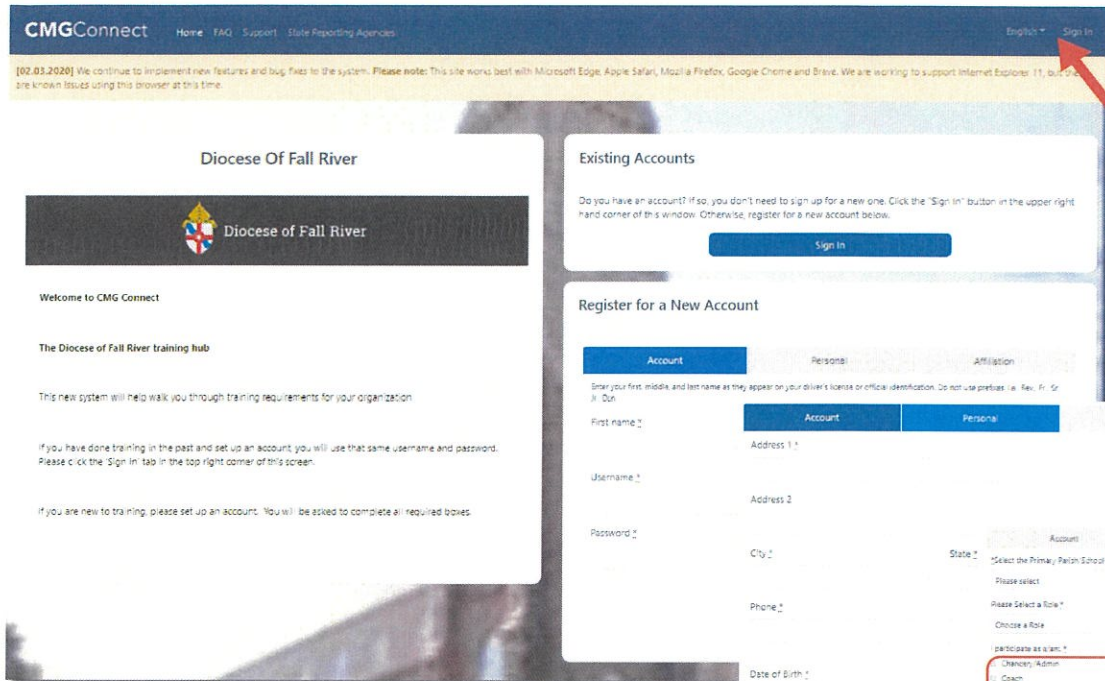 CMGConnect Home FAQ Support State Reporting Agencies English Sign In
[02.03.2020] We continue to implement new features and bug fixes to the system. Please note: This site works best with Microsoft Edge, Apple Safari, Mozilla Firefox, Google Chrome and Brave. We are working to support Internet Explorer 11, but the
are known issues using this browser at this time.
Diocese Of Fall River
Diocese of Fall River
Welcome to CMG Connect
The Diocese of Fall River training hub
This new system will help walk you through training requirements for your organization
If you have done training in the past and set up an account, you will use that same username and password.
Please click the 'Sign In' tab in the top right corner of this screen.
If you are new to training, please set up an account. You will be asked to complete all required boxes.
Existing Accounts
Do you have an account? If so, you don't need to sign up for a new one. Click the "Sign In" button in the upper right
hand corner of this window. Otherwise, register for a new account below.
Sign In
Register for a New Account
Account Personal Affiliation
Enter your first, middle, and last name as they appear on your driver's license or official identification. Do not use prefixes i.e. Rev, Fr, Sr,
Jr, Dcn
First name *
Username *
Password *
Account Personal
Address 1 *
Address 2
City * State *
Phone *
Date of Birth *
Account
*Select the Primary Parish School
Please select
Please Select a Role *
Choose a Role
I participate as a/an: *
Chancery/Admin
Coach